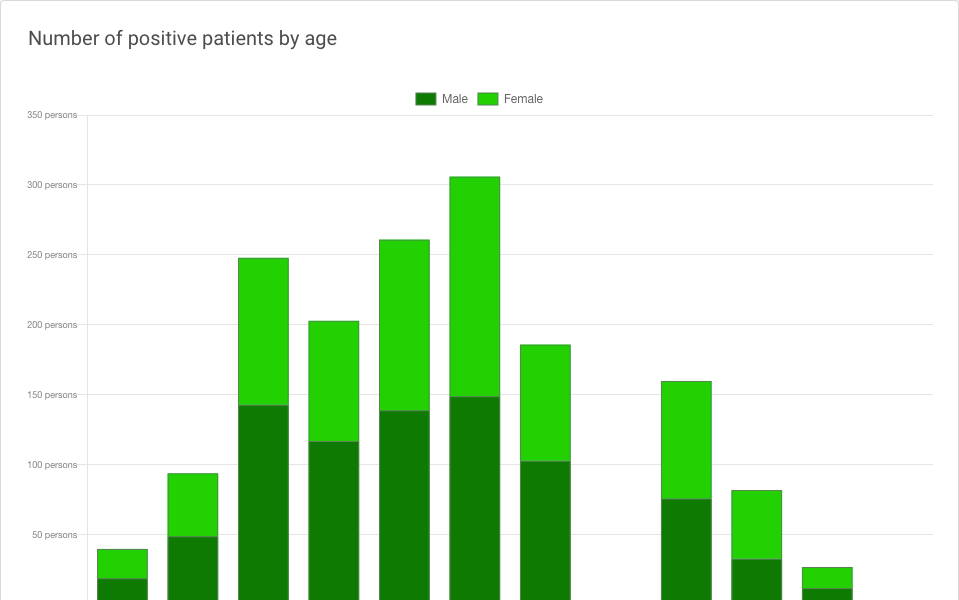 Number of positive patients by age
Male Female
350 persons
300 persons
250 persons
200 persons
150 persons
100 persons
50 persons